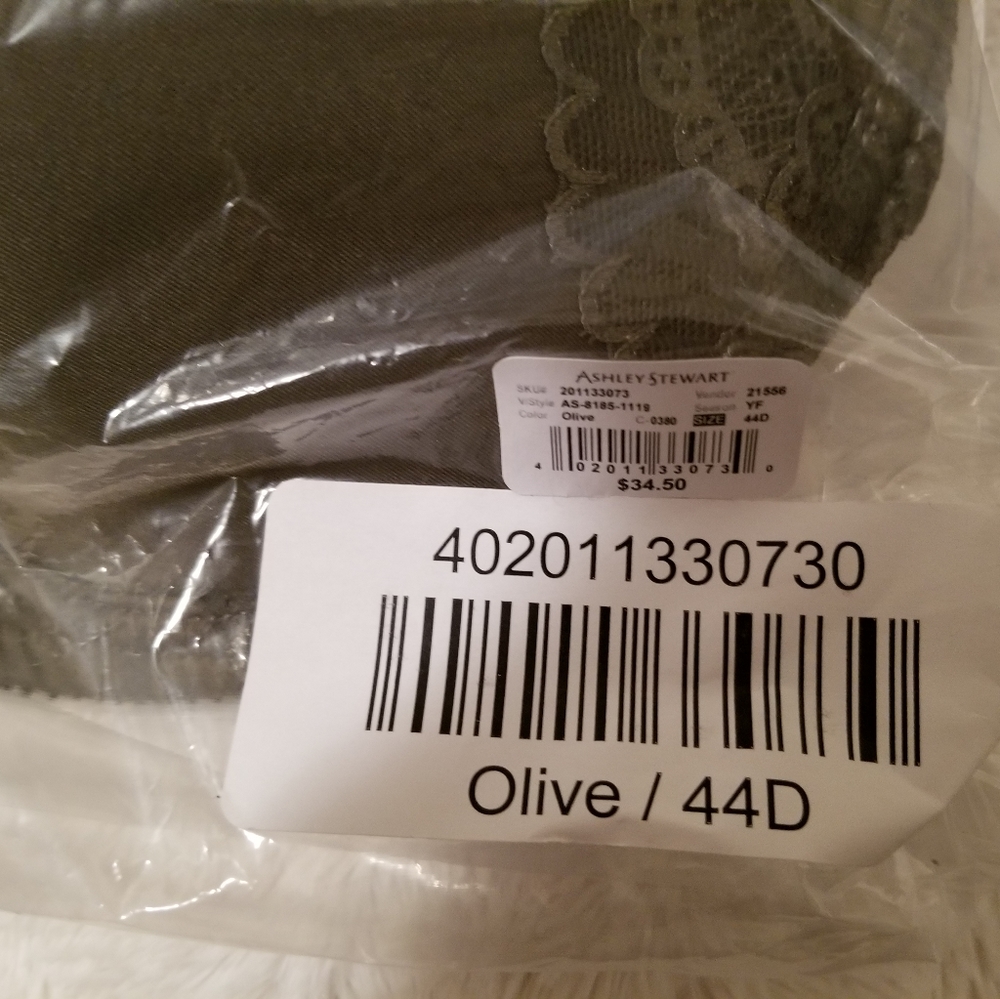 ASHLEY STEWART
SKU# 201133073 Vendor 21556
V/Style AS-8185-1119 Season YF
Color Olive C-0380 SIZE 44D
4 02011 33073 0
$34.50
402011330730
Olive / 44D